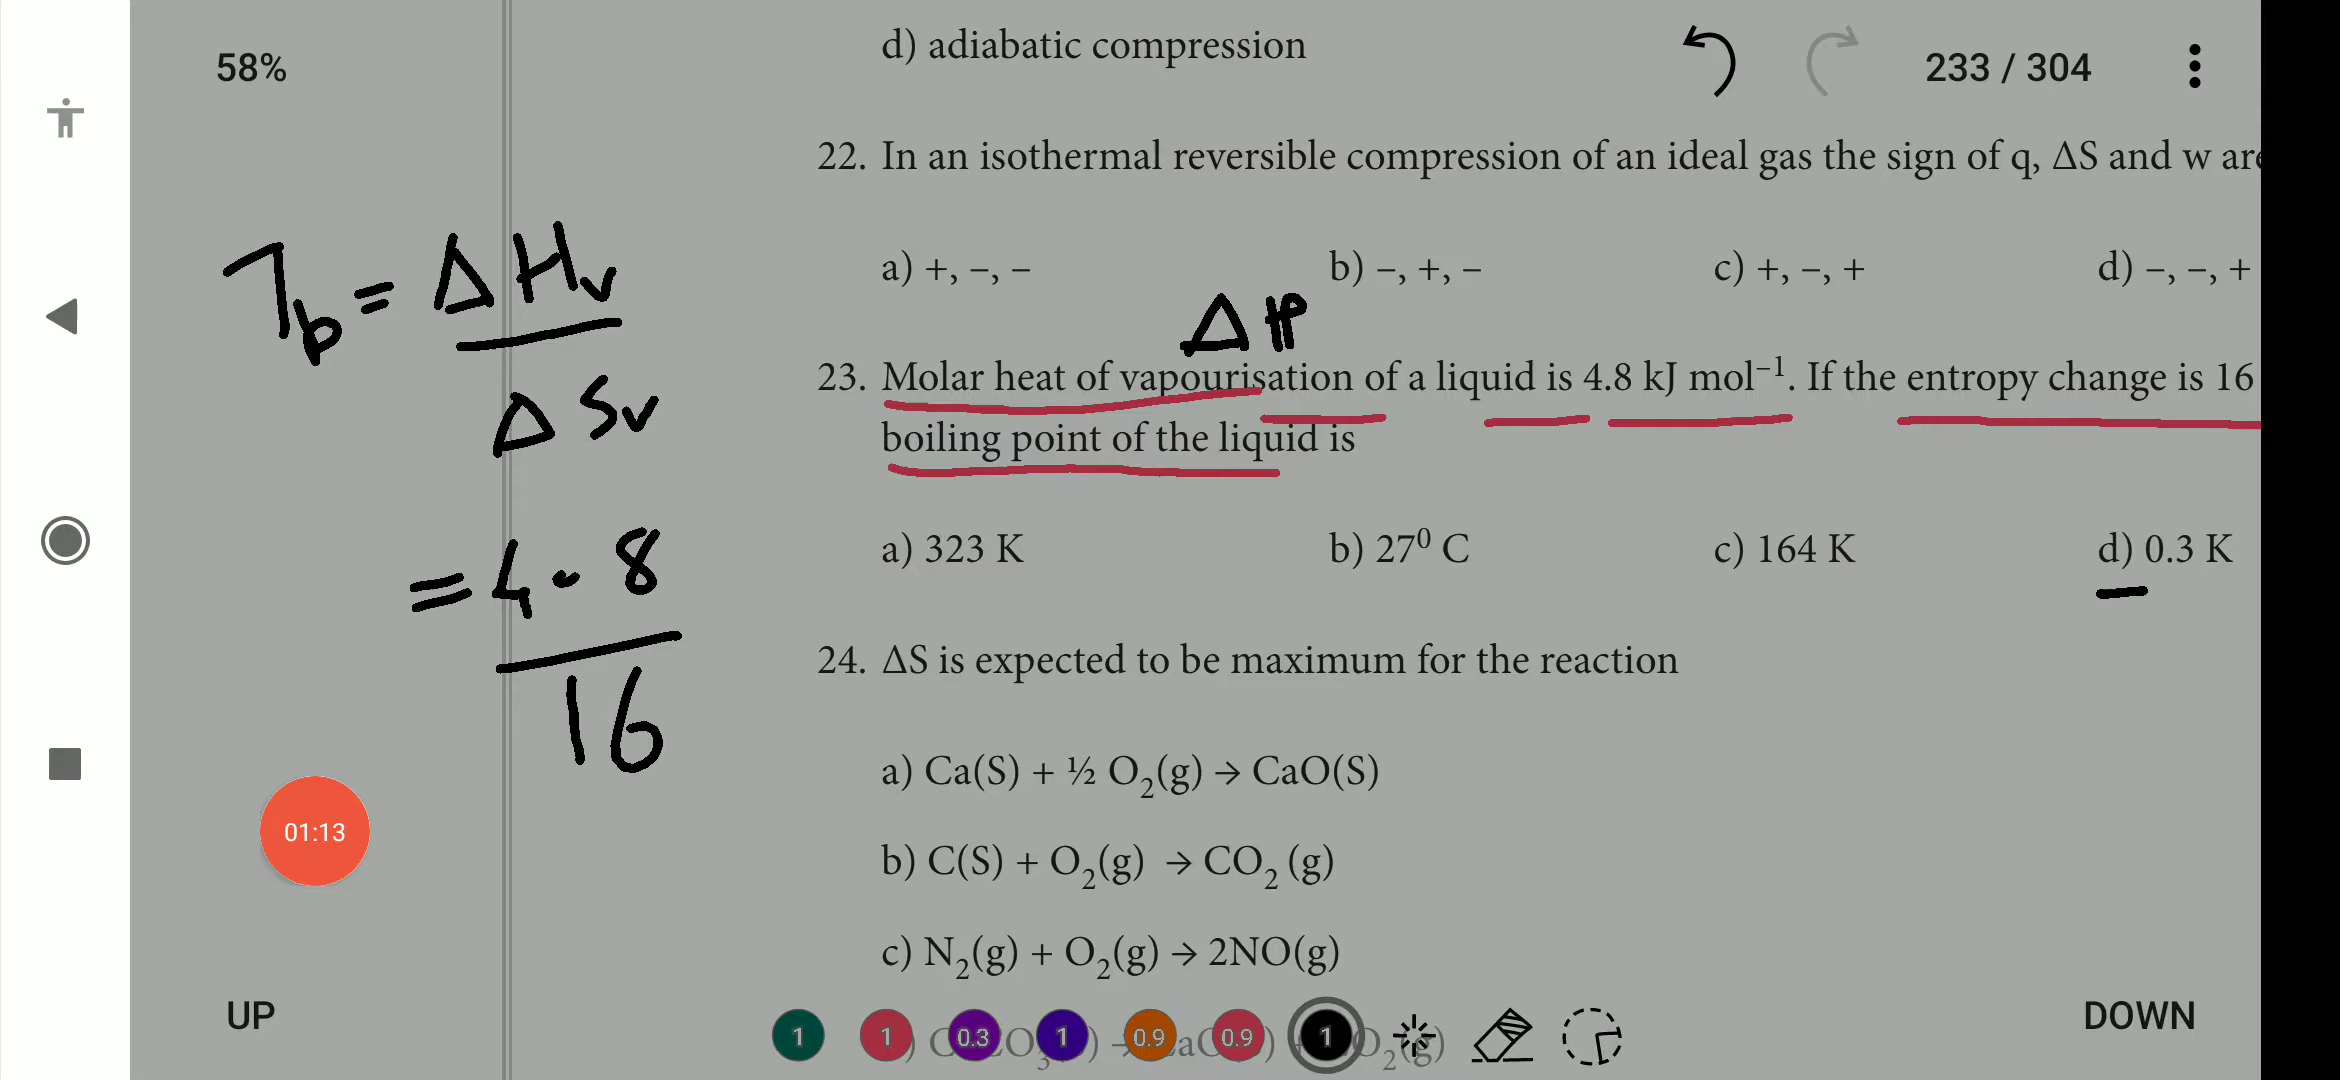 58%
d) adiabatic compression
233 / 304
22. In an isothermal reversible compression of an ideal gas the sign of q, ΔS and w are
a) +, –, –
b) –, +, –
c) +, –, +
d) –, –, +
T_b = ΔH_v
ΔS_v
= 4.8
16
ΔH
23. Molar heat of vapourisation of a liquid is 4.8 kJ mol⁻¹. If the entropy change is 16
boiling point of the liquid is
a) 323 K
b) 27⁰ C
c) 164 K
d) 0.3 K
24. ΔS is expected to be maximum for the reaction
a) Ca(S) + ½ O₂(g) → CaO(S)
b) C(S) + O₂(g) → CO₂ (g)
c) N₂(g) + O₂(g) → 2NO(g)
01:13
UP
1
1
0.3
1
0.9
0.9
1
DOWN